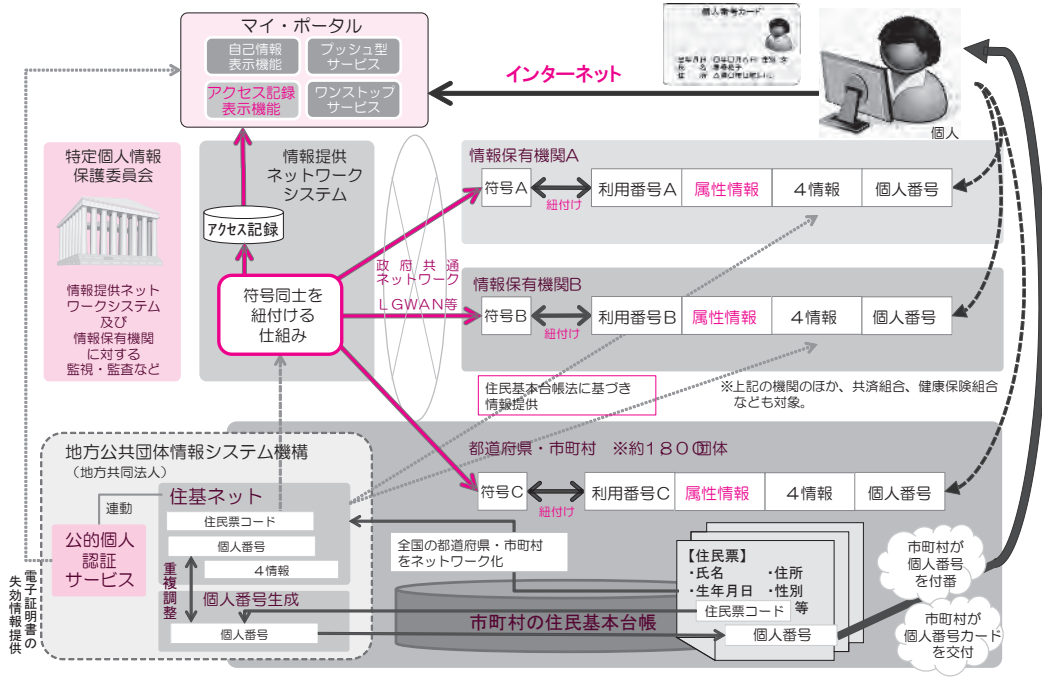 マイ・ポータル
自己情報
表示機能
プッシュ型
サービス
アクセス記録
表示機能
ワンストップ
サービス
インターネット
個人番号カード
個人
特定個人情報
保護委員会
情報提供ネット
ワークシステム
及び
情報保有機関
に対する
監視・監査など
情報提供
ネットワーク
システム
アクセス記録
符号同士を
紐付ける
仕組み
政府共通
ネットワーク
LGWAN等
情報保有機関A
符号A
紐付け
利用番号A
属性情報
4情報
個人番号
情報保有機関B
符号B
紐付け
利用番号B
属性情報
4情報
個人番号
住民基本台帳法に基づき
情報提供
※上記の機関のほか、共済組合、健康保険組合
なども対象。
都道府県・市町村 ※約1800団体
符号C
紐付け
利用番号C
属性情報
4情報
個人番号
地方公共団体情報システム機構
(地方共同法人)
連動
住基ネット
住民票コード
個人番号
4情報
公的個人
認証
サービス
重複調整
個人番号生成
個人番号
電子証明書の
失効情報提供
全国の都道府県・市町村
をネットワーク化
市町村の住民基本台帳
【住民票】
・氏名 ・住所
・生年月日 ・性別
等
住民票コード
個人番号
市町村が
個人番号
を付番
市町村が
個人番号カード
を交付